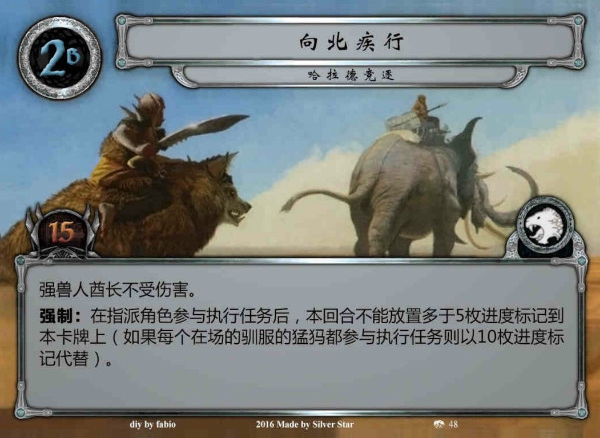 2B
向北疾行
哈拉德竞逐
15
强兽人酋长不受伤害。
强制：在指派角色参与执行任务后，本回合不能放置多于5枚进度标记到
本卡牌上（如果每个在场的驯服的猛犸都参与执行任务则以10枚进度标
记代替）。
diy by fabio 2016 Made by Silver Star 48